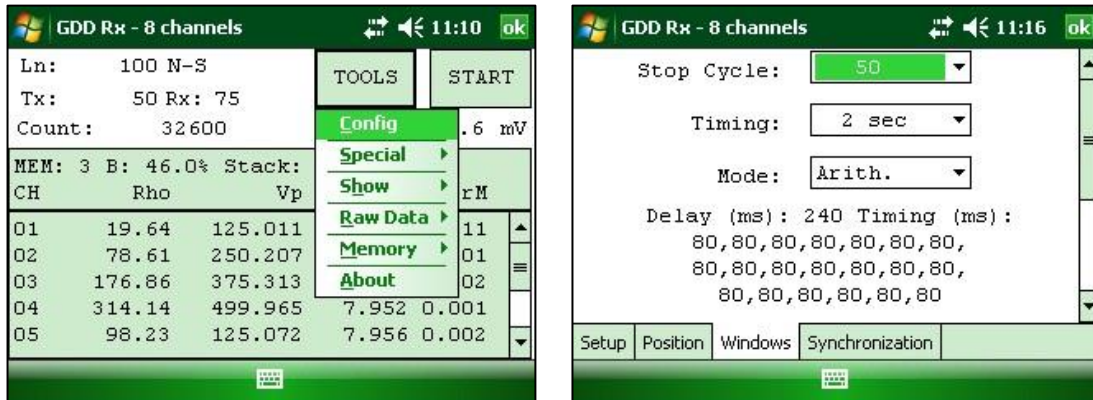 GDD Rx - 8 channels 11:10 ok
Ln: 100 N-S
TOOLS START
Tx: 50 Rx: 75
Count: 32600 .6 mV
Config
MEM: 3 B: 46.0% Stack:
Special
CH Rho Vp rM
Show
01 19.64 125.011 11
Raw Data
02 78.61 250.207 01
Memory
03 176.86 375.313 02
About
04 314.14 499.965 7.952 0.001
05 98.23 125.072 7.956 0.002
GDD Rx - 8 channels 11:16 ok
Stop Cycle: 50
Timing: 2 sec
Mode: Arith.
Delay (ms): 240 Timing (ms):
80,80,80,80,80,80,80,
80,80,80,80,80,80,80,
80,80,80,80,80,80
Setup Position Windows Synchronization